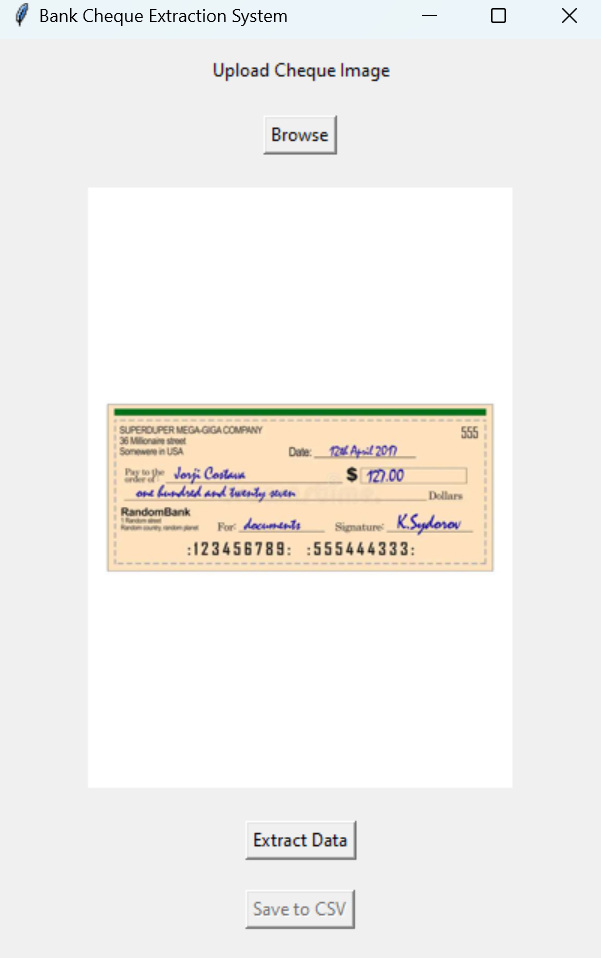 Bank Cheque Extraction System
Upload Cheque Image
Browse
SUPERDUPER MEGA-GIGA COMPANY
555
36 Millionaire street
Somewere in USA
Date: 12th April 2017
Pay to the order of: Jorji Costava $ 127.00
one hundred and twenty seven Dollars
RandomBank
1 Random street
Random country, random planet
For: documents Signature: K.Sydorov
:123456789: :555444333:
Extract Data
Save to CSV